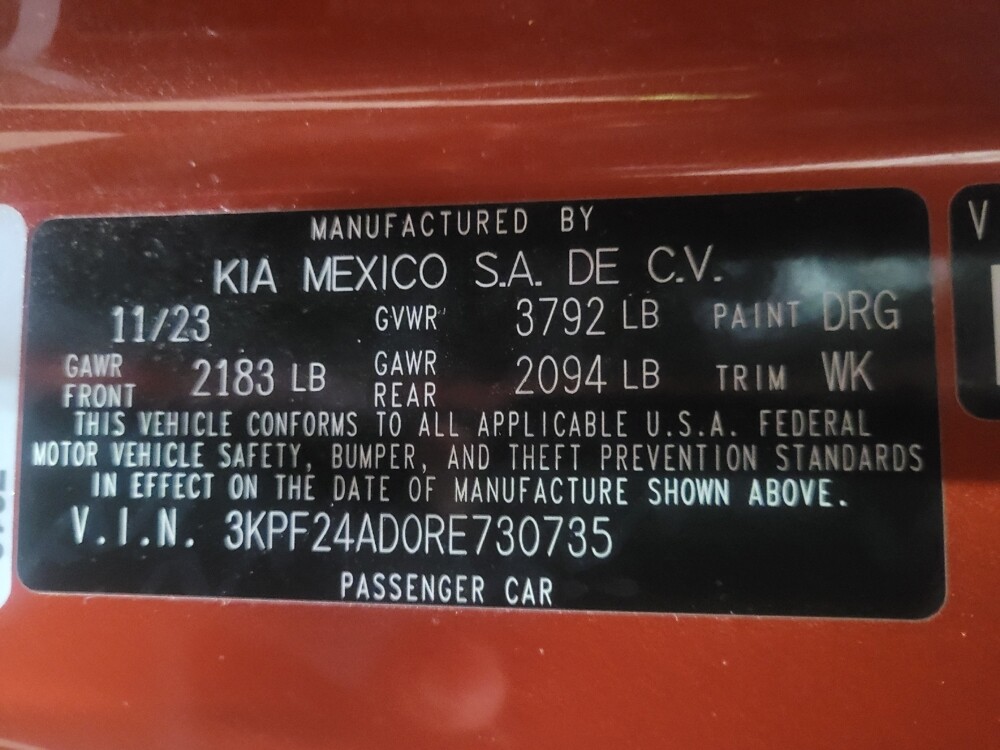 MANUFACTURED BY
KIA MEXICO S.A. DE C.V.
11/23 GVWR 3792 LB PAINT DRG
GAWR FRONT 2183 LB GAWR REAR 2094 LB TRIM WK
THIS VEHICLE CONFORMS TO ALL APPLICABLE U.S.A. FEDERAL
MOTOR VEHICLE SAFETY, BUMPER, AND THEFT PREVENTION STANDARDS
IN EFFECT ON THE DATE OF MANUFACTURE SHOWN ABOVE.
V.I.N. 3KPF24AD0RE730735
PASSENGER CAR
V